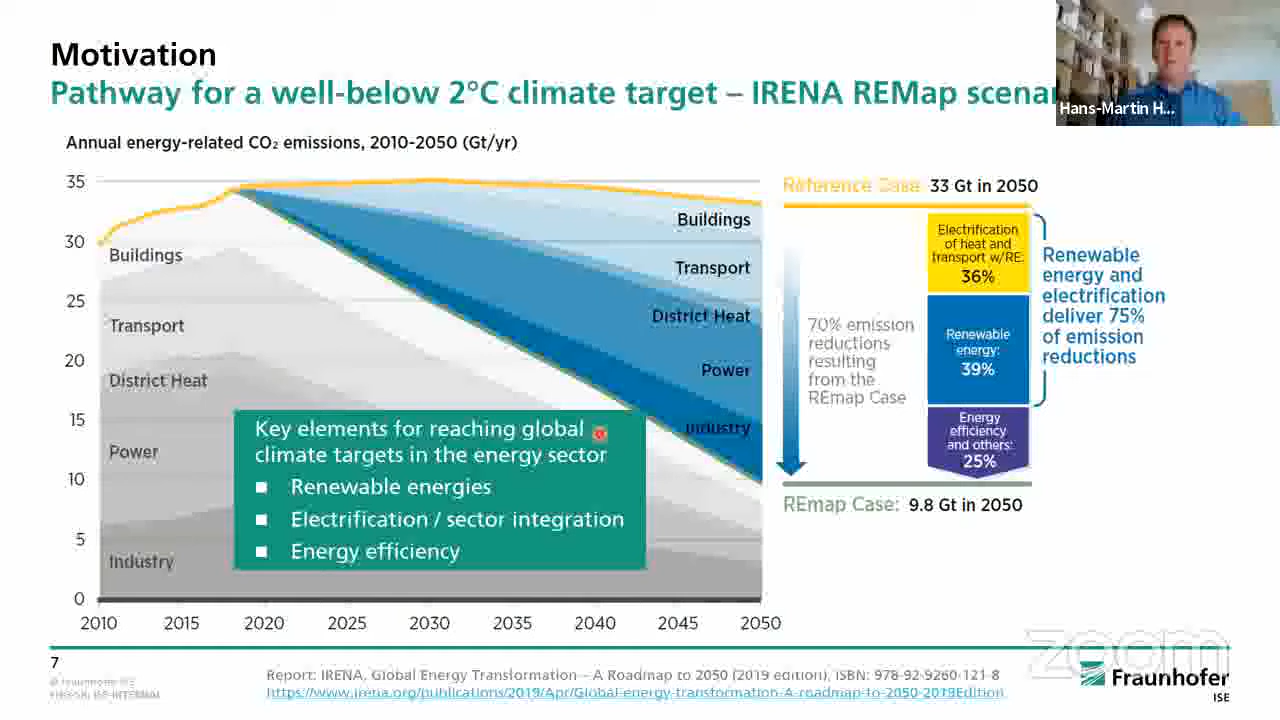 Motivation
Pathway for a well-below 2°C climate target – IRENA REMap scenar
Hans-Martin H...
Annual energy-related CO₂ emissions, 2010-2050 (Gt/yr)
35
30
25
20
15
10
5
0
2010
2015
2020
2025
2030
2035
2040
2045
2050
Buildings
Transport
District Heat
Power
Industry
Buildings
Transport
District Heat
Power
Industry
Key elements for reaching global
climate targets in the energy sector
■ Renewable energies
■ Electrification / sector integration
■ Energy efficiency
Reference Case: 33 Gt in 2050
70% emission
reductions
resulting
from the
REmap Case
Electrification
of heat and
transport w/RE:
36%
Renewable
energy:
39%
Energy
efficiency
and others:
25%
Renewable
energy and
electrification
deliver 75%
of emission
reductions
REmap Case: 9.8 Gt in 2050
7
© Fraunhofer ISE
FHG-SK: ISE-INTERNAL
Report: IRENA, Global Energy Transformation – A Roadmap to 2050 (2019 edition), ISBN: 978-92-9260-121-8
https://www.irena.org/publications/2019/Apr/Global-energy-transformation-A-roadmap-to-2050-2019Edition
zoom
Fraunhofer
ISE